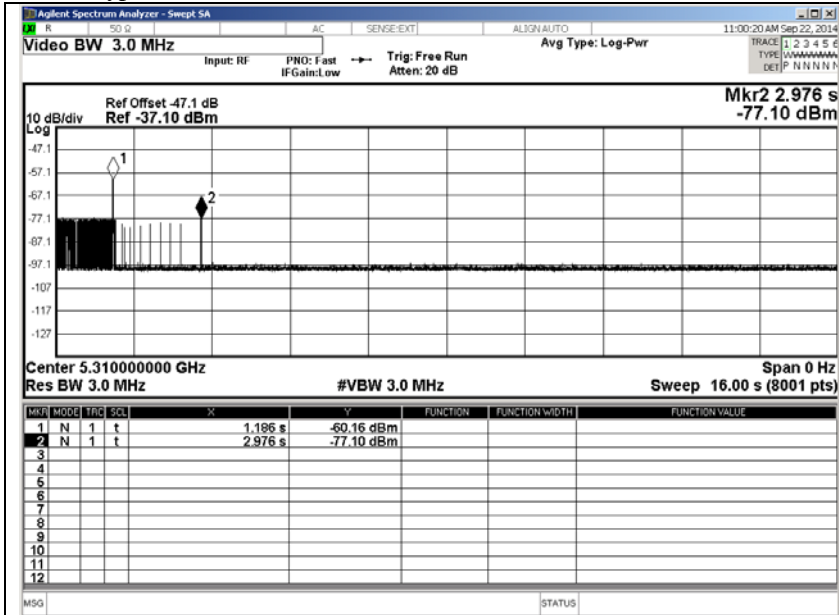 Agilent Spectrum Analyzer - Swept SA
R 50 Ω AC SENSE:EXT ALIGN AUTO 11:00:20 AM Sep 22, 2014
Video BW 3.0 MHz Avg Type: Log-Pwr TRACE 1 2 3 4 5 6
Input: RF PNO: Fast Trig: Free Run TYPE
IFGain:Low Atten: 20 dB DET P N N N N N
Ref Offset -47.1 dB Mkr2 2.976 s
10 dB/div Ref -37.10 dBm -77.10 dBm
Log
-47.1
1
-57.1
-67.1
2
-77.1
-87.1
-97.1
-107
-117
-127
Center 5.310000000 GHz Span 0 Hz
Res BW 3.0 MHz #VBW 3.0 MHz Sweep 16.00 s (8001 pts)
MKR MODE TRC SCL X Y FUNCTION FUNCTION WIDTH FUNCTION VALUE
1 N 1 t 1.186 s -60.16 dBm
2 N 1 t 2.976 s -77.10 dBm
3
4
5
6
7
8
9
10
11
12
MSG STATUS